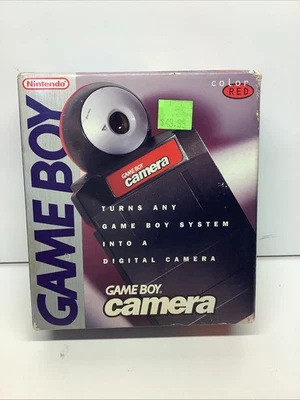 Nintendo
color
RED
$49.99
GAME BOY
GAME BOY
camera
TURNS ANY
GAME BOY SYSTEM
INTO A
DIGITAL CAMERA
GAME BOY
camera